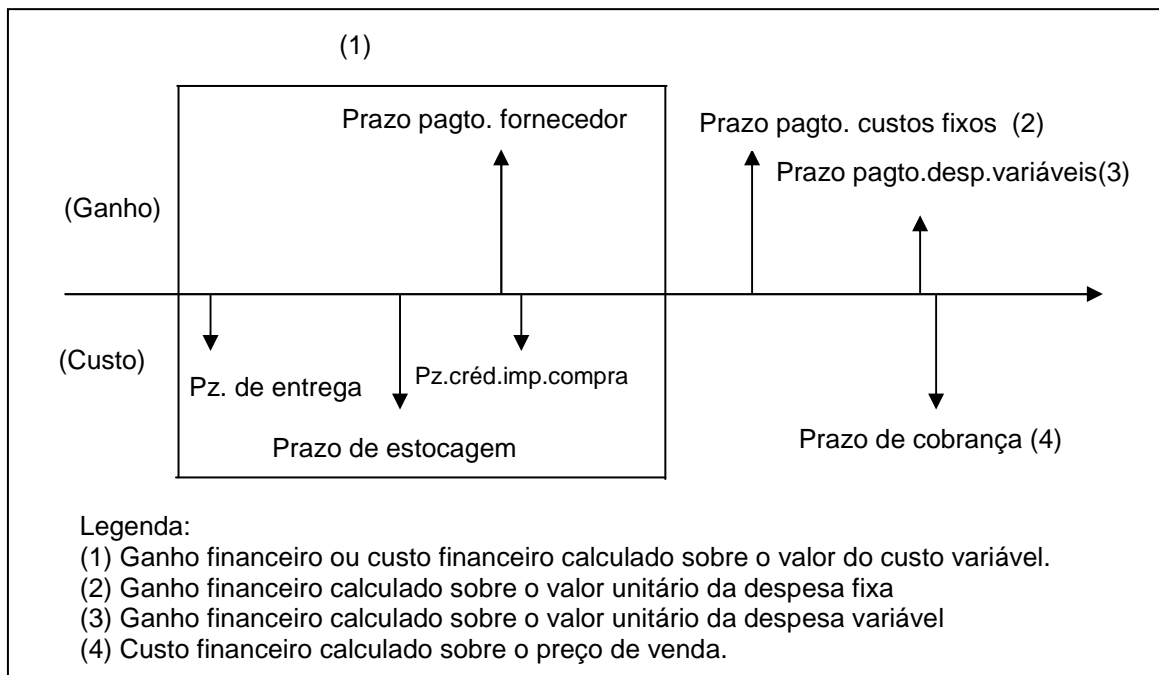 (1)
Prazo pagto. fornecedor
Prazo pagto. custos fixos (2)
Prazo pagto.desp.variáveis(3)
(Ganho)
(Custo)
Pz. de entrega
Pz.créd.imp.compra
Prazo de estocagem
Prazo de cobrança (4)
Legenda:
(1) Ganho financeiro ou custo financeiro calculado sobre o valor do custo variável.
(2) Ganho financeiro calculado sobre o valor unitário da despesa fixa
(3) Ganho financeiro calculado sobre o valor unitário da despesa variável
(4) Custo financeiro calculado sobre o preço de venda.